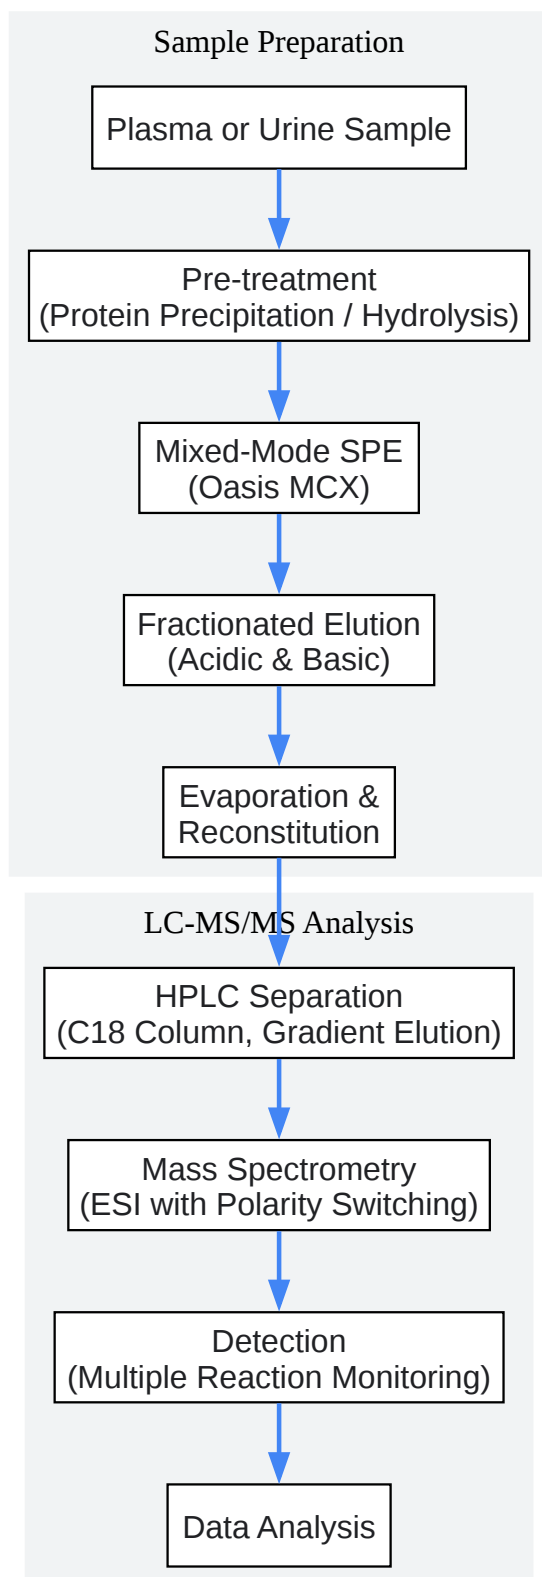 Sample Preparation
Plasma or Urine Sample
Pre-treatment
(Protein Precipitation / Hydrolysis)
Mixed-Mode SPE
(Oasis MCX)
Fractionated Elution
(Acidic & Basic)
Evaporation &
Reconstitution
LC-MS/MS Analysis
HPLC Separation
(C18 Column, Gradient Elution)
Mass Spectrometry
(ESI with Polarity Switching)
Detection
(Multiple Reaction Monitoring)
Data Analysis